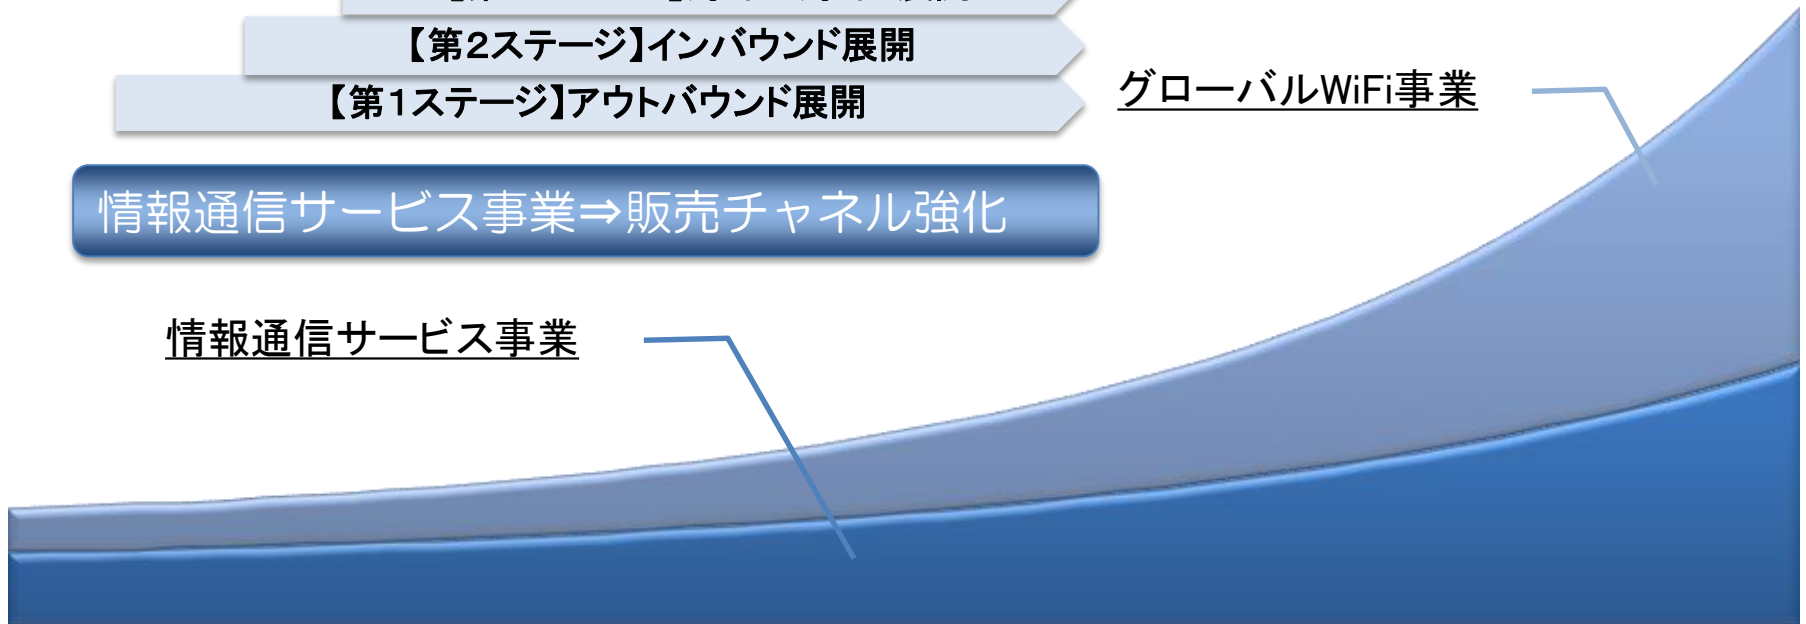 【第2ステージ】インバウンド展開
【第1ステージ】アウトバウンド展開
グローバルWiFi事業
情報通信サービス事業⇒販売チャネル強化
情報通信サービス事業